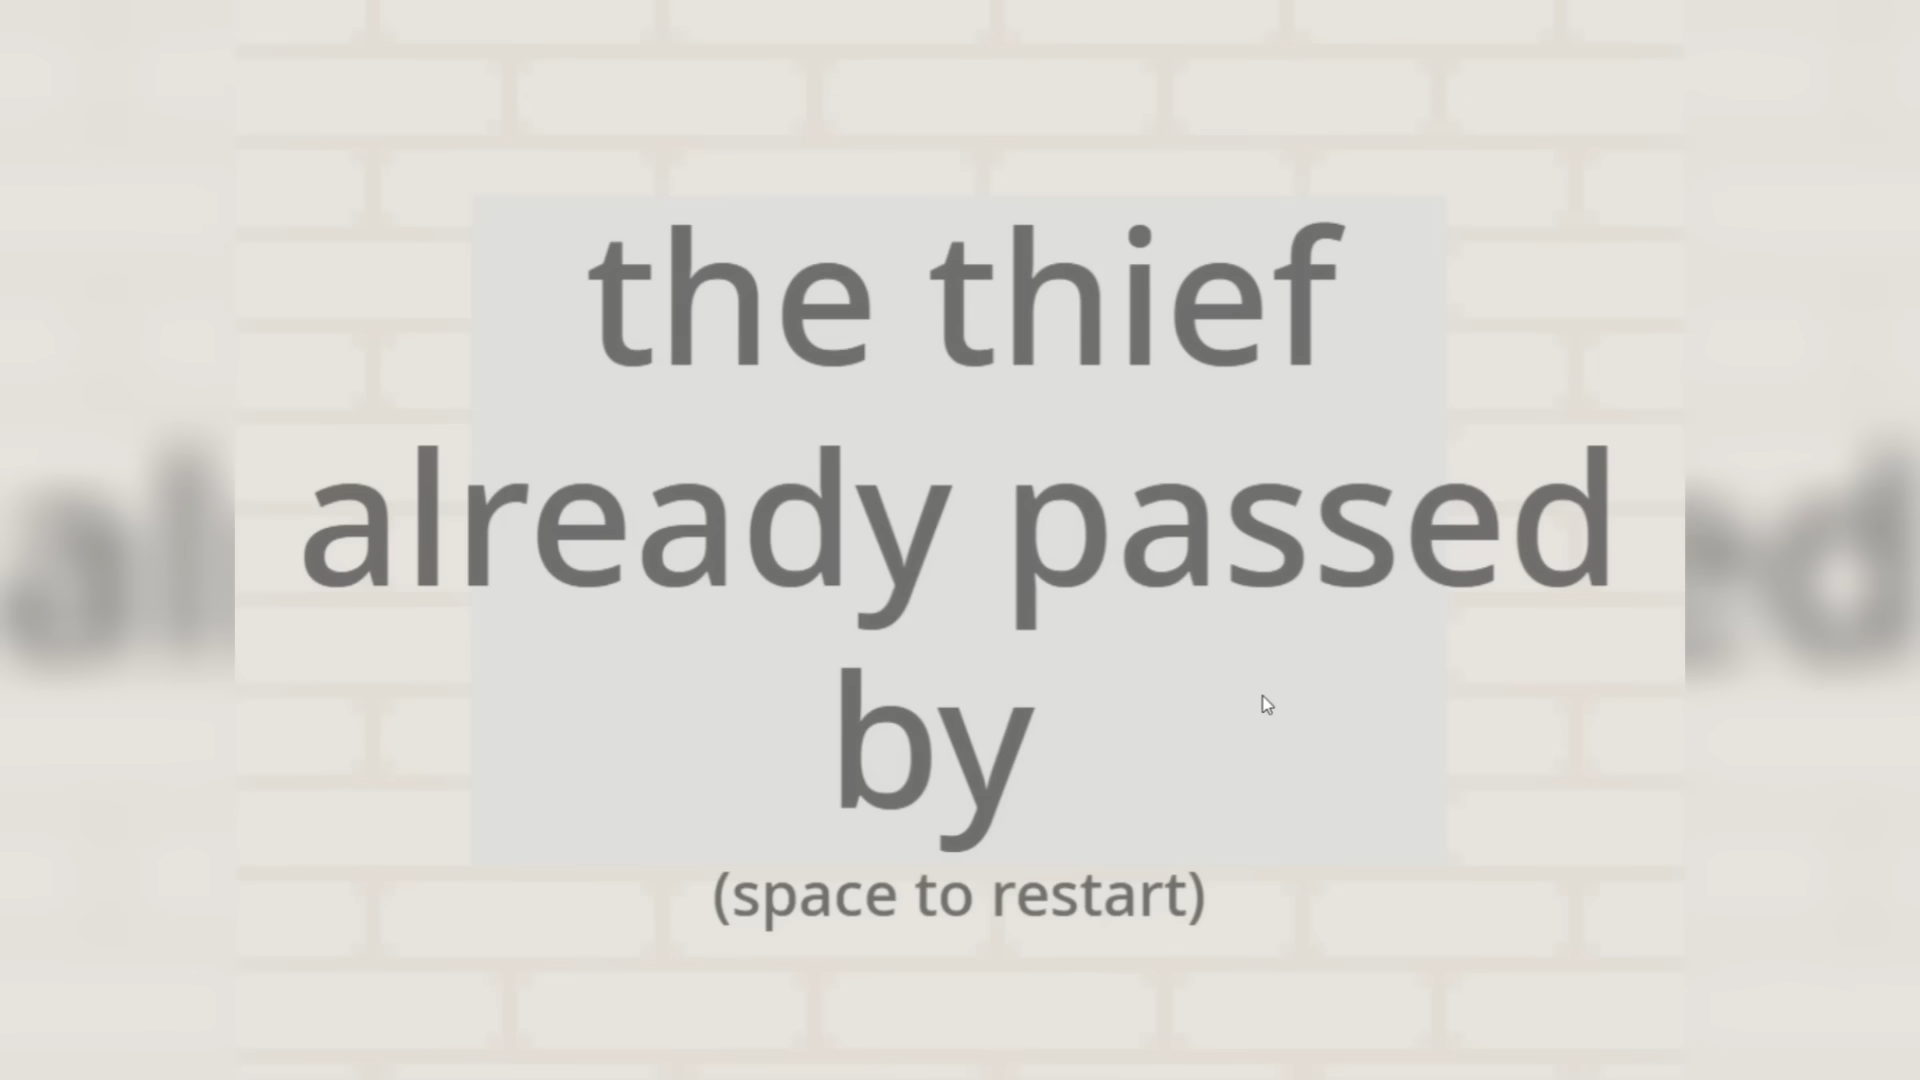 the thief
already passed
by
(space to restart)